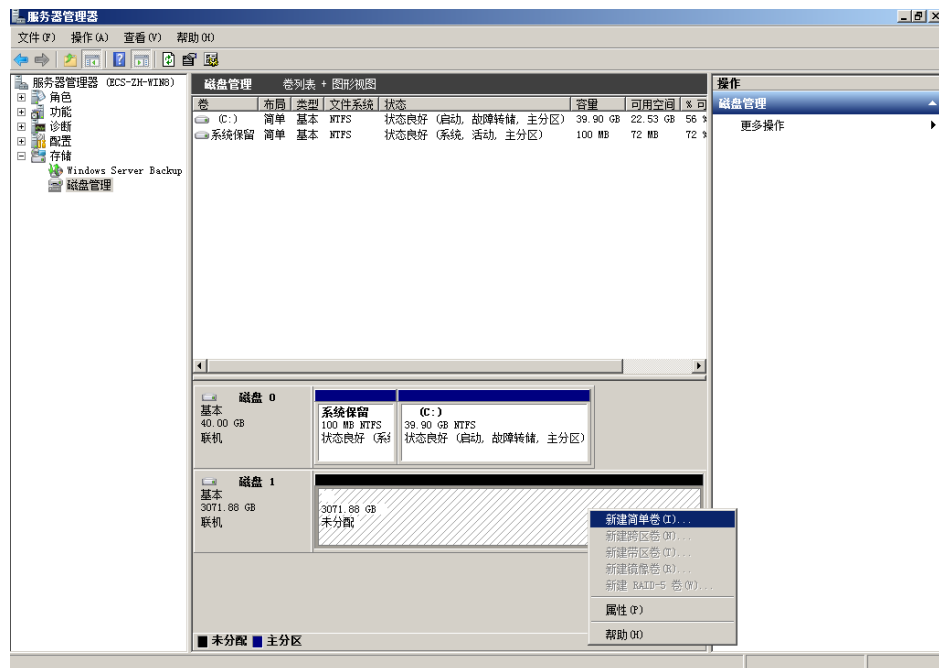 服务器管理器
文件(F) 操作(A) 查看(V) 帮助(H)
服务器管理器 (ECS-ZH-WIN8)
角色
功能
诊断
配置
存储
Windows Server Backup
磁盘管理
磁盘管理 卷列表 + 图形视图
卷 布局 类型 文件系统 状态 容量 可用空间 % 可
(C:) 简单 基本 NTFS 状态良好 (启动, 故障转储, 主分区) 39.90 GB 22.53 GB 56 %
系统保留 简单 基本 NTFS 状态良好 (系统, 活动, 主分区) 100 MB 72 MB 72 %
磁盘 0
基本
40.00 GB
联机
系统保留
100 MB NTFS
状态良好 (系统
(C:)
39.90 GB NTFS
状态良好 (启动, 故障转储, 主分区)
磁盘 1
基本
3071.88 GB
联机
3071.88 GB
未分配
新建简单卷(I)...
新建跨区卷(N)...
新建带区卷(T)...
新建镜像卷(R)...
新建 RAID-5 卷(W)...
属性(P)
帮助(H)
未分配 主分区
操作
磁盘管理
更多操作